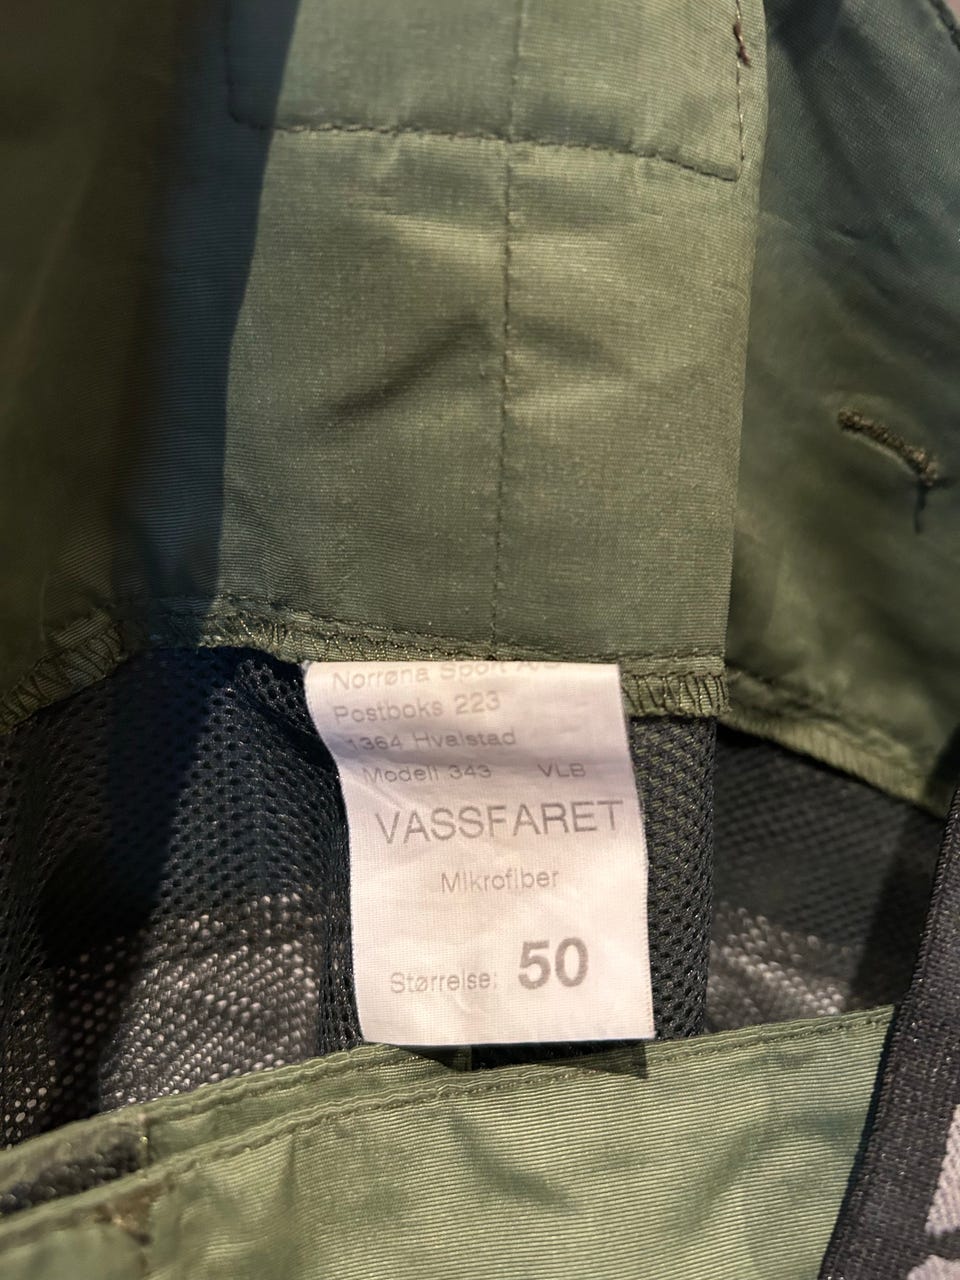 Norrøna Sport A/S
Postboks 223
1364 Hvalstad
Modell 343 VLB
VASSFARET
Mikrofiber
Størrelse: 50